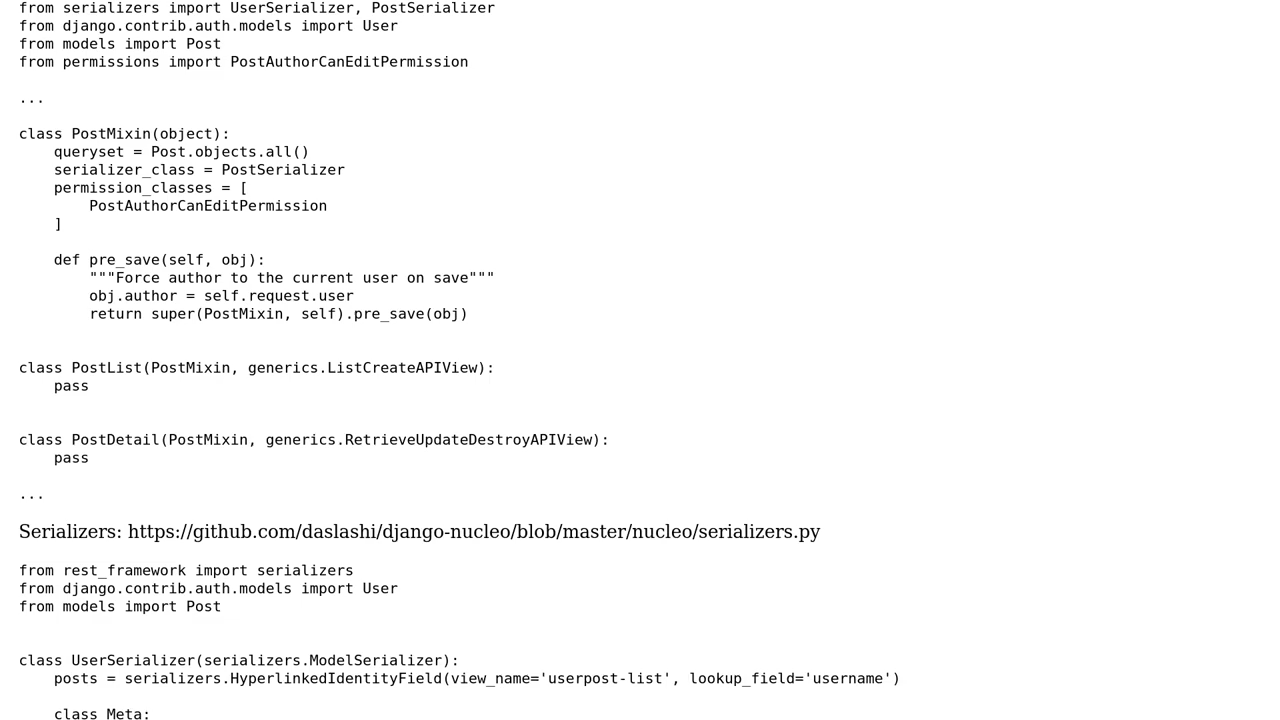 from serializers import UserSerializer, PostSerializer
from django.contrib.auth.models import User
from models import Post
from permissions import PostAuthorCanEditPermission

...

class PostMixin(object):
    queryset = Post.objects.all()
    serializer_class = PostSerializer
    permission_classes = [
        PostAuthorCanEditPermission
    ]

    def pre_save(self, obj):
        """Force author to the current user on save"""
        obj.author = self.request.user
        return super(PostMixin, self).pre_save(obj)


class PostList(PostMixin, generics.ListCreateAPIView):
    pass


class PostDetail(PostMixin, generics.RetrieveUpdateDestroyAPIView):
    pass

...

Serializers: https://github.com/daslashi/django-nucleo/blob/master/nucleo/serializers.py

from rest_framework import serializers
from django.contrib.auth.models import User
from models import Post


class UserSerializer(serializers.ModelSerializer):
    posts = serializers.HyperlinkedIdentityField(view_name='userpost-list', lookup_field='username')

    class Meta: